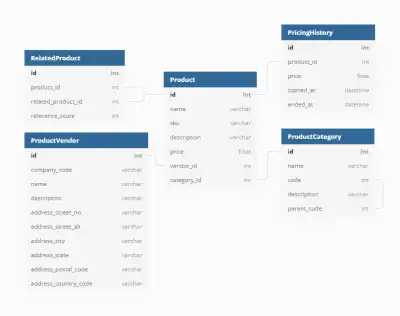 RelatedProduct
id int
product_id int
related_product_id int
relevance_score int
ProductVendor
id int
company_code varchar
name varchar
description varchar
address_street_no varchar
address_street_alt varchar
address_city varchar
address_state varchar
address_postal_code varchar
address_country_code varchar
Product
id int
name varchar
sku varchar
description varchar
price float
vendor_id int
category_id int
PricingHistory
id int
product_id int
price float
started_at datetime
ended_at datetime
ProductCategory
id int
name varchar
code int
description varchar
parent_code int